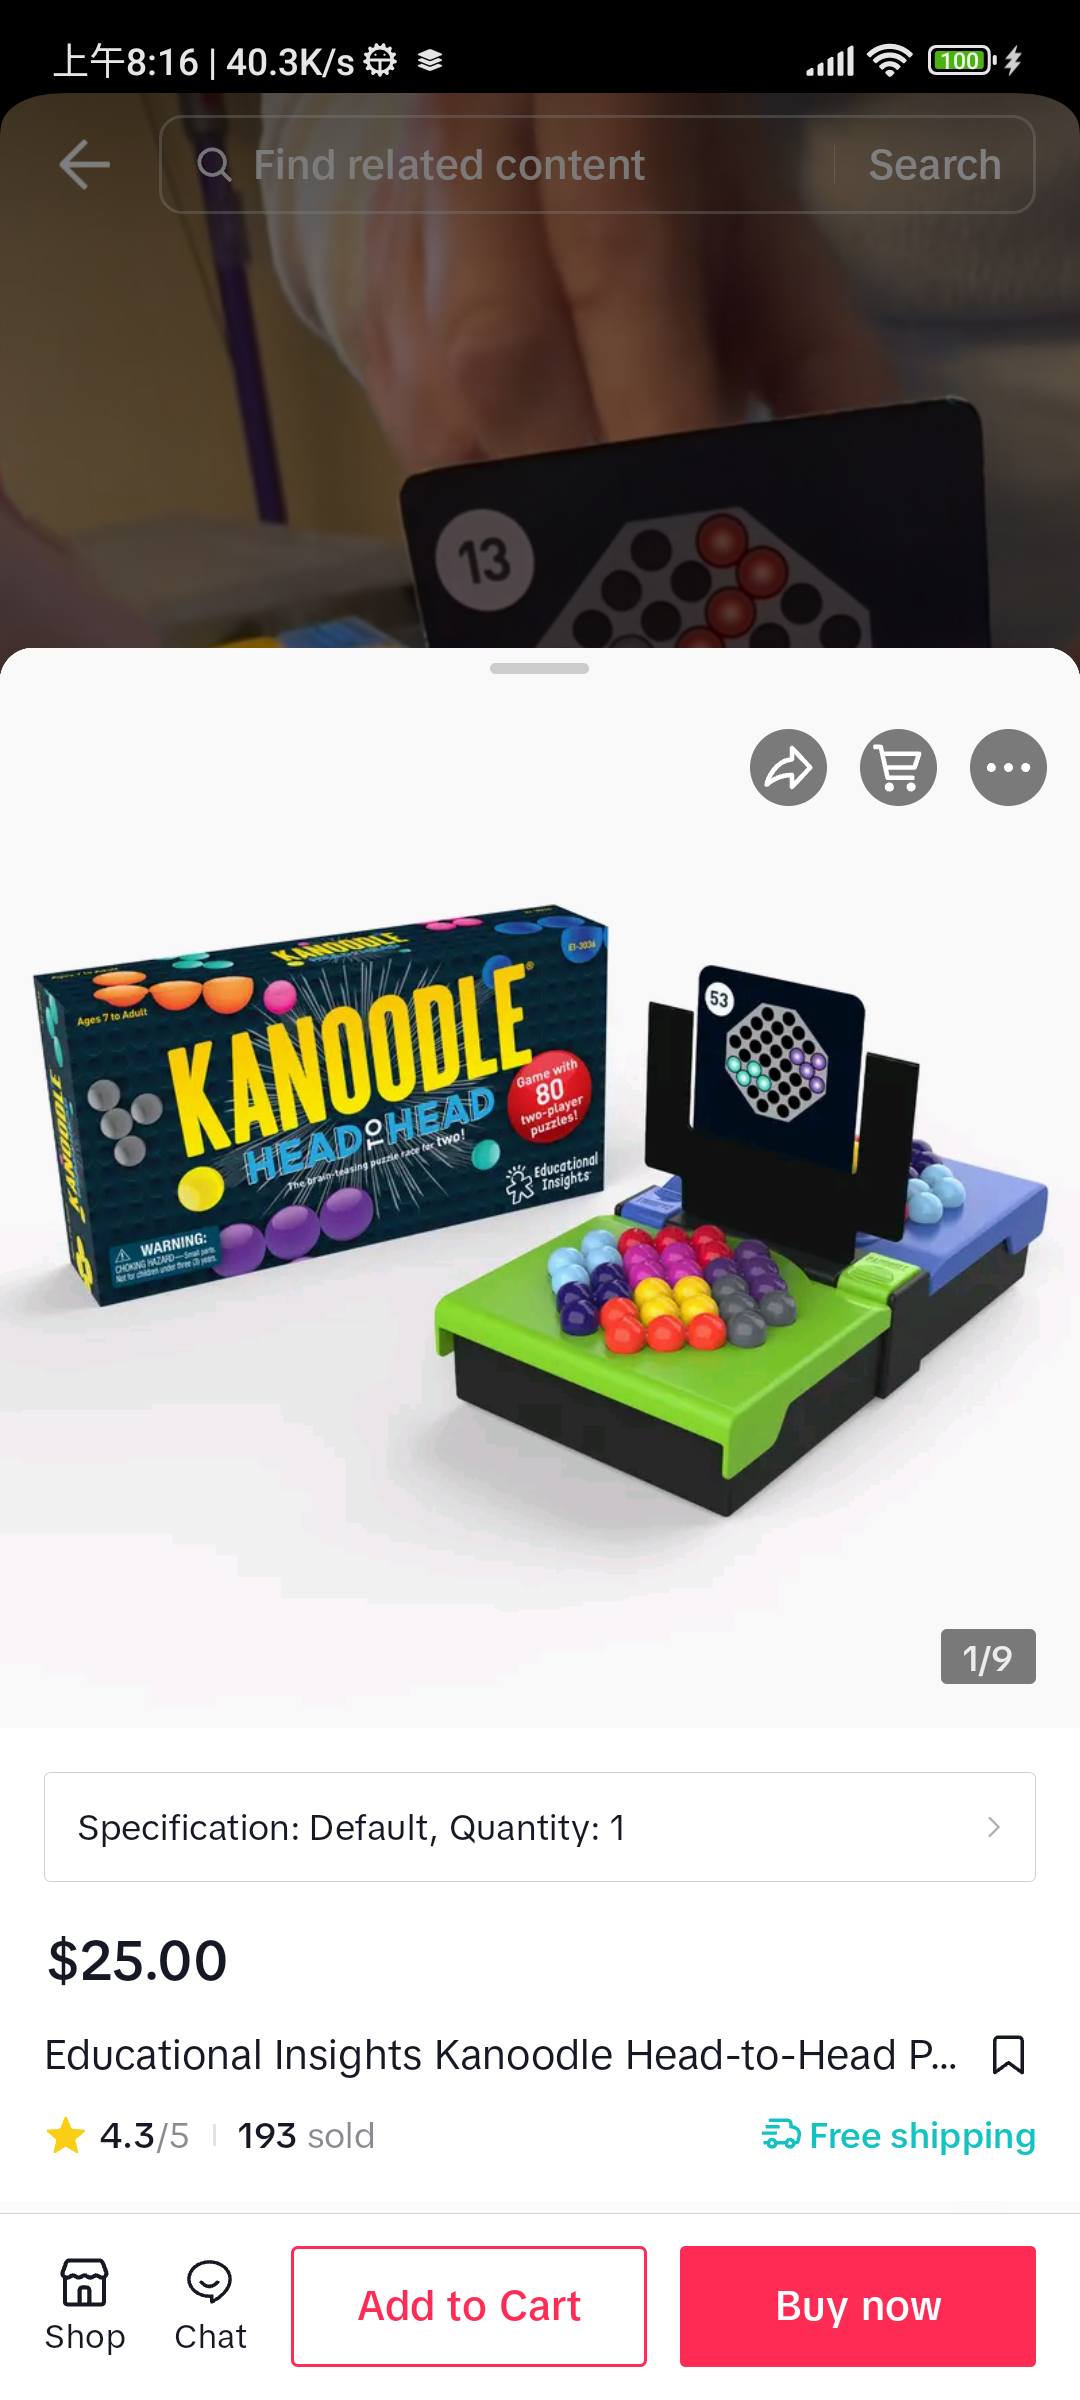 上午8:16 | 40.3K/s
100
Find related content
Search
13
KANOODLE
EI-3036
Ages 7 to Adult
KANOODLE®
HEAD TO HEAD
The brain-teasing puzzle race for two!
Game with
80
two-player
puzzles!
Educational
Insights
KANOODLE
WARNING:
CHOKING HAZARD—Small parts.
Not for children under three (3) years.
53
1/9
Specification: Default, Quantity: 1
$25.00
Educational Insights Kanoodle Head-to-Head P...
4.3/5
193 sold
Free shipping
Shop
Chat
Add to Cart
Buy now